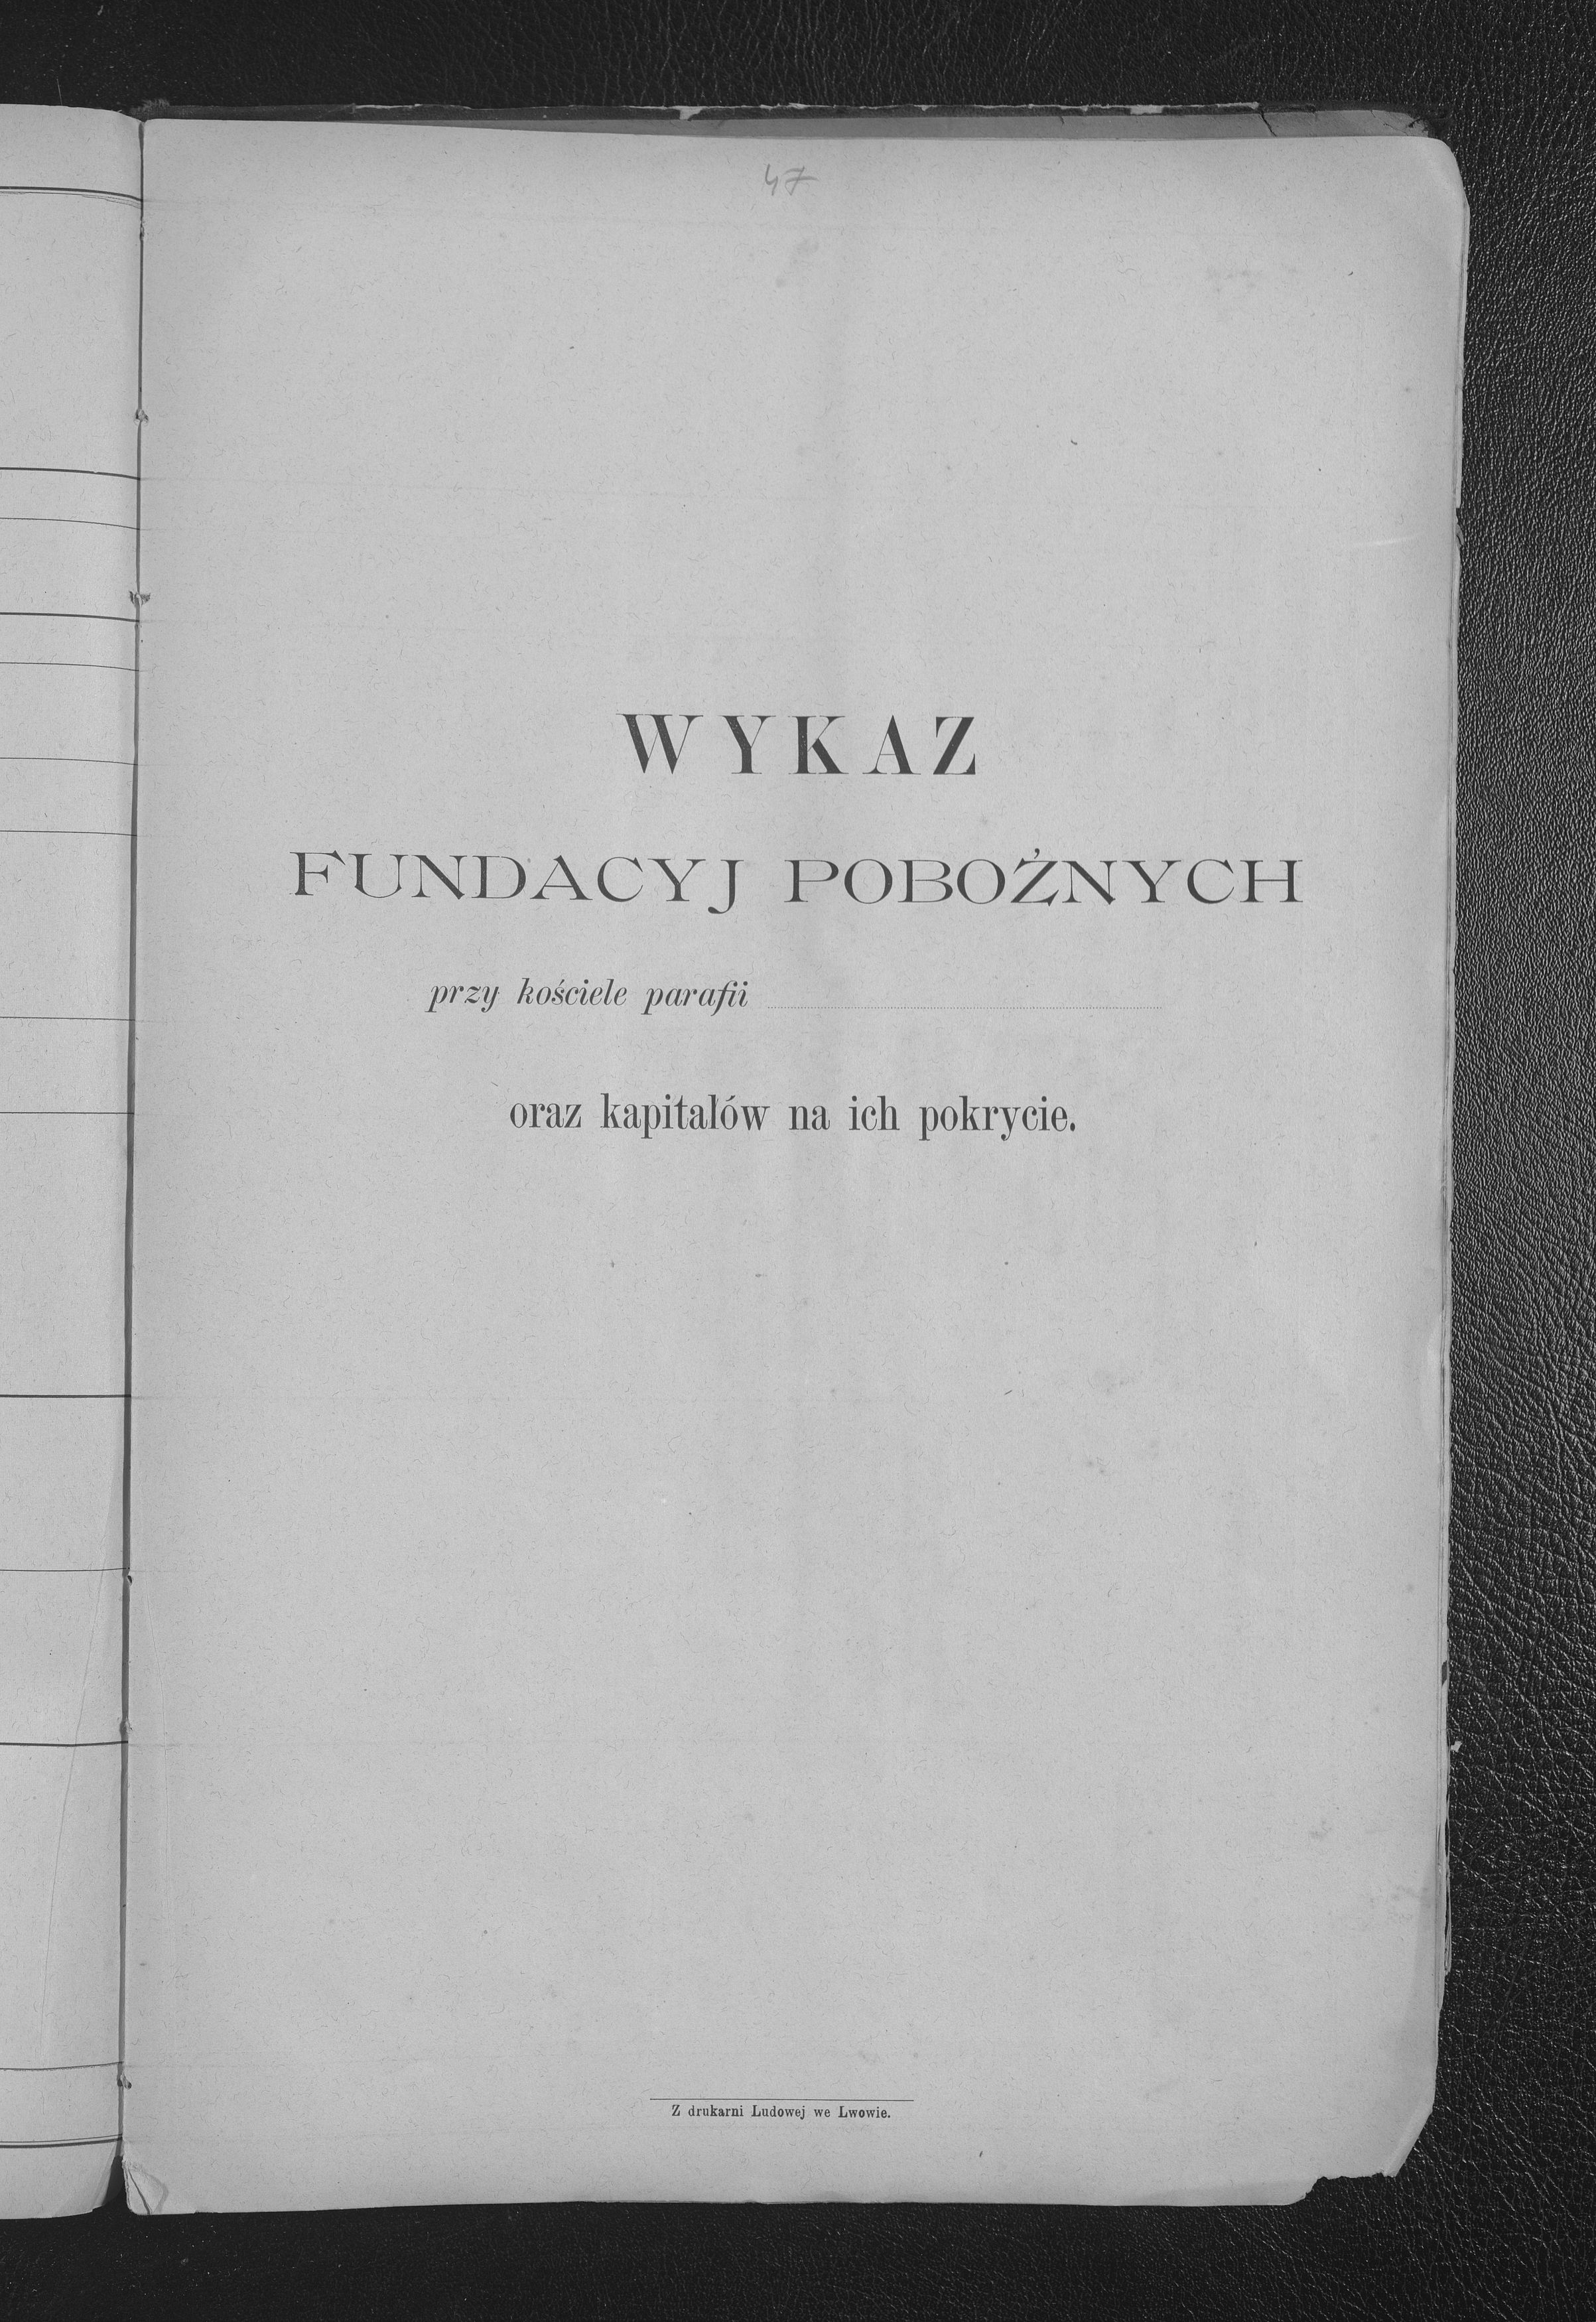 47
WYKAZ
FUNDACYJ POBOŻNYCH
przy kościele parafii
oraz kapitałów na ich pokrycie.
Z drukarni Ludowej we Lwowie.